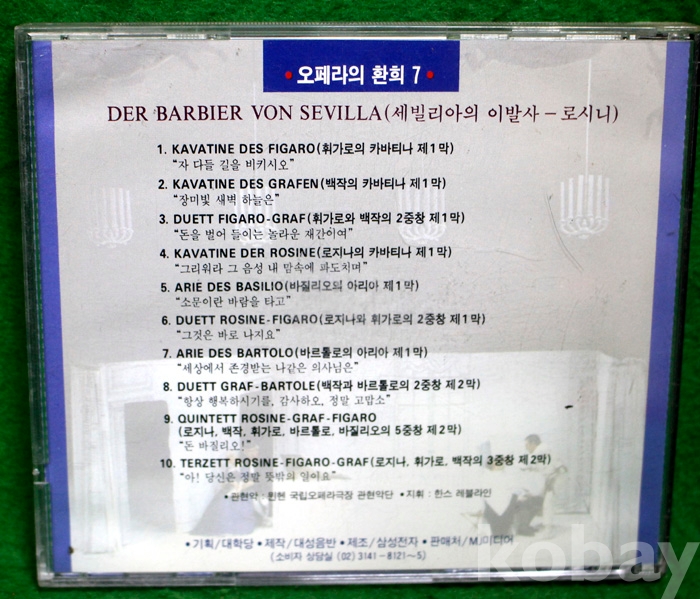 • 오페라의 환희 7 •
DER BARBIER VON SEVILLA(세빌리아의 이발사 – 로시니)
1. KAVATINE DES FIGARO(휘가로의 카바티나 제1막)
“자 다들 길을 비키시오”
2. KAVATINE DES GRAFEN(백작의 카바티나 제1막)
“장미빛 새벽 하늘은”
3. DUETT FIGARO-GRAF(휘가로와 백작의 2중창 제1막)
“돈을 벌어 들이는 놀라운 재간이여”
4. KAVATINE DER ROSINE(로지나의 카바티나 제1막)
“그리워라 그 음성 내 맘속에 파도치며”
5. ARIE DES BASILIO(바질리오의 아리아 제1막)
“소문이란 바람을 타고”
6. DUETT ROSINE-FIGARO(로지나와 휘가로의 2중창 제1막)
“그것은 바로 나지요”
7. ARIE DES BARTOLO(바르톨로의 아리아 제1막)
“세상에서 존경받는 나같은 의사님은”
8. DUETT GRAF-BARTOLE(백작과 바르톨로의 2중창 제2막)
“항상 행복하시기를, 감사하오, 정말 고맙소”
9. QUINTETT ROSINE-GRAF-FIGARO
(로지나, 백작, 휘가로, 바르톨로, 바질리오의 5중창 제2막)
“돈 바질리오!”
10. TERZETT ROSINE-FIGARO-GRAF(로지나, 휘가로, 백작의 3중창 제2막)
“아! 당신은 정말 뜻밖의 일이요”
• 관현악 : 뮌헨 국립오페라극장 관현악단 • 지휘 : 한스 레블라인
• 기획/대학당 • 제작/대성음반 • 제조/삼성전자 • 판매처/MJ미디어
(소비자 상담실 (02) 3141-8121~5)
kobay